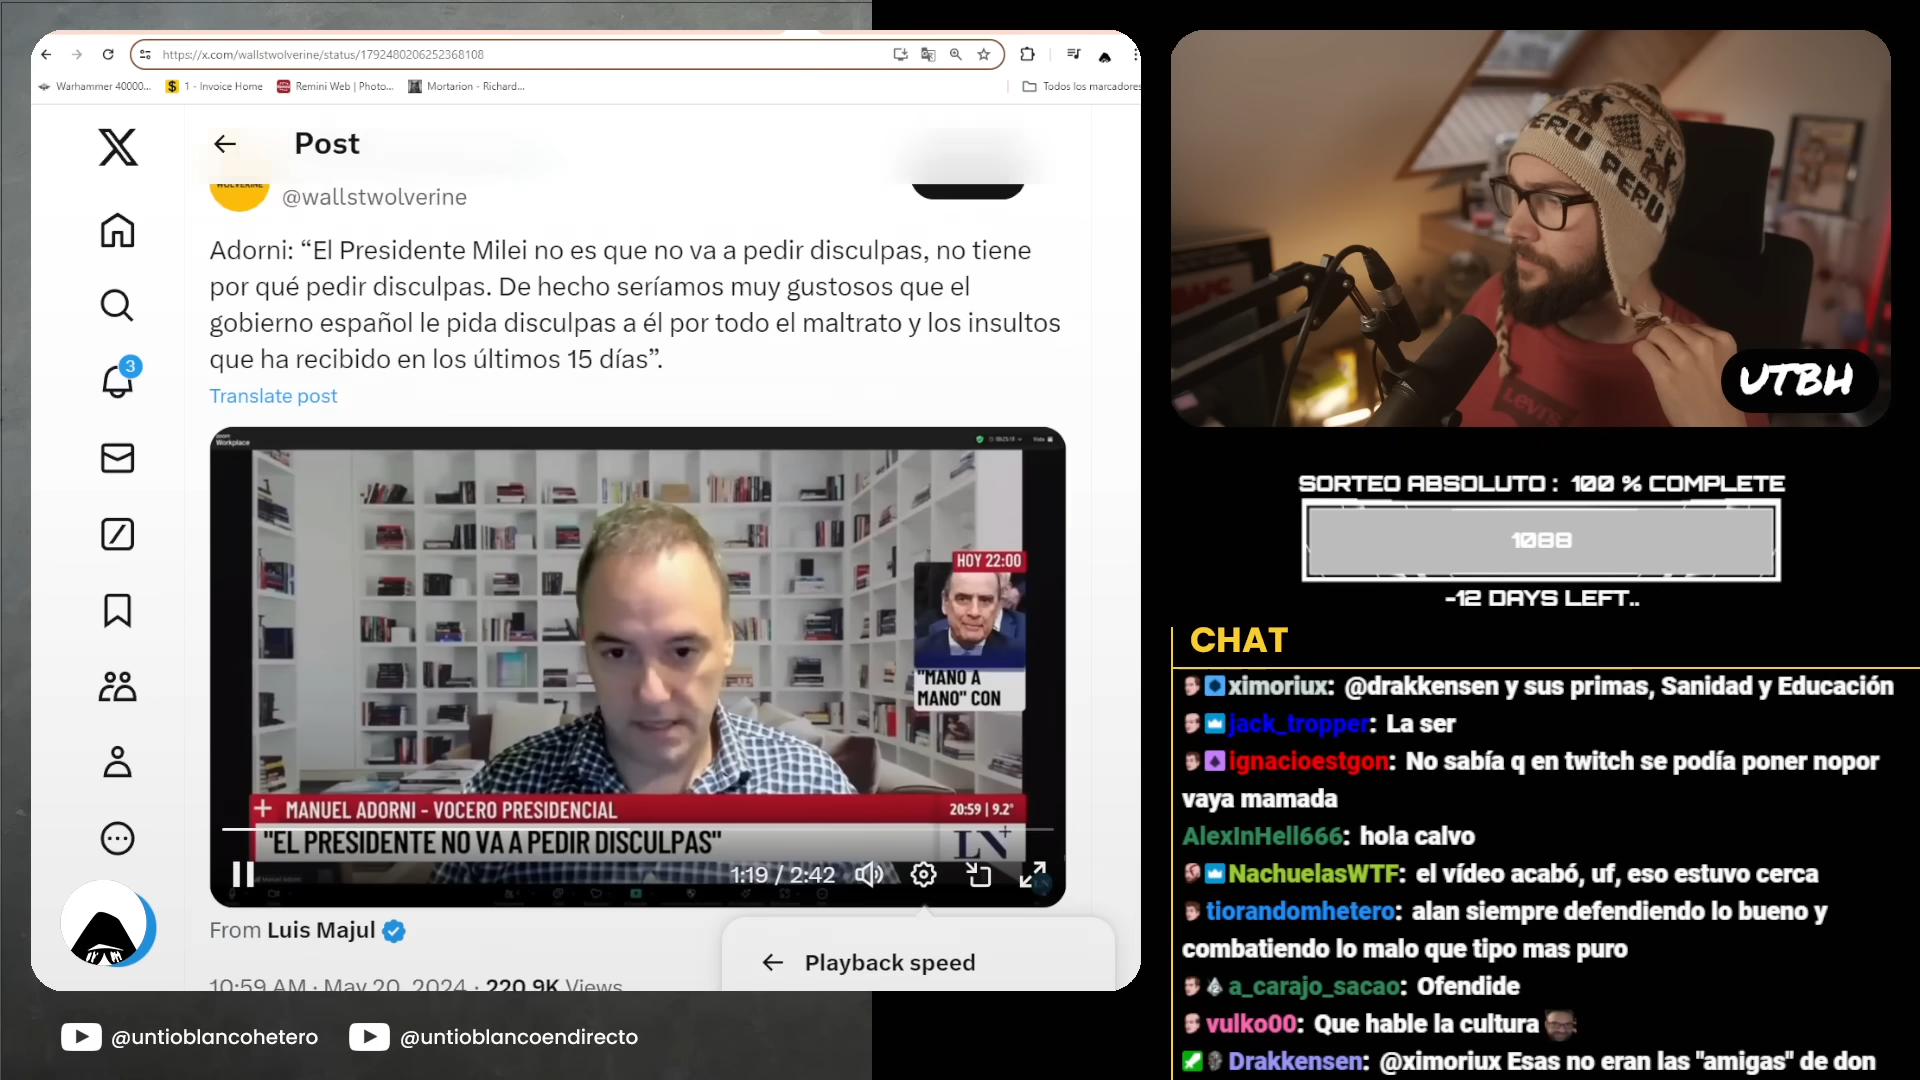 https://x.com/wallstwolverine/status/1792480206252368108
Warhammer 40000...
1 - Invoice Home
Remini Web | Photo...
Mortarion - Richard...
Todos los marcadores
Post
WOLVERINE
@wallstwolverine
Adorni: “El Presidente Milei no es que no va a pedir disculpas, no tiene
por qué pedir disculpas. De hecho seríamos muy gustosos que el
gobierno español le pida disculpas a él por todo el maltrato y los insultos
que ha recibido en los últimos 15 días”.
Translate post
3
Workplace
HOY 22:00
"MANO A
MANO" CON
MANUEL ADORNI - VOCERO PRESIDENCIAL
20:59 | 9.2°
"EL PRESIDENTE NO VA A PEDIR DISCULPAS"
LN+
1:19 / 2:42
From Luis Majul
Playback speed
10:59 AM · May 20, 2024 · 220.9K Views
@untioblancohetero
@untioblancoendirecto
PERU PERU
LEVI'S
UTBH
SORTEO ABSOLUTO : 100 % COMPLETE
1088
-12 DAYS LEFT..
CHAT
ximoriux: @drakkensen y sus primas, Sanidad y Educación
jack_tropper: La ser
ignacioestgon: No sabía q en twitch se podía poner nopor
vaya mamada
AlexInHell666: hola calvo
NachuelasWTF: el vídeo acabó, uf, eso estuvo cerca
tiorandomhetero: alan siempre defendiendo lo bueno y
combatiendo lo malo que tipo mas puro
a_carajo_sacao: Ofendide
vulko00: Que hable la cultura
Drakkensen: @ximoriux Esas no eran las "amigas" de don